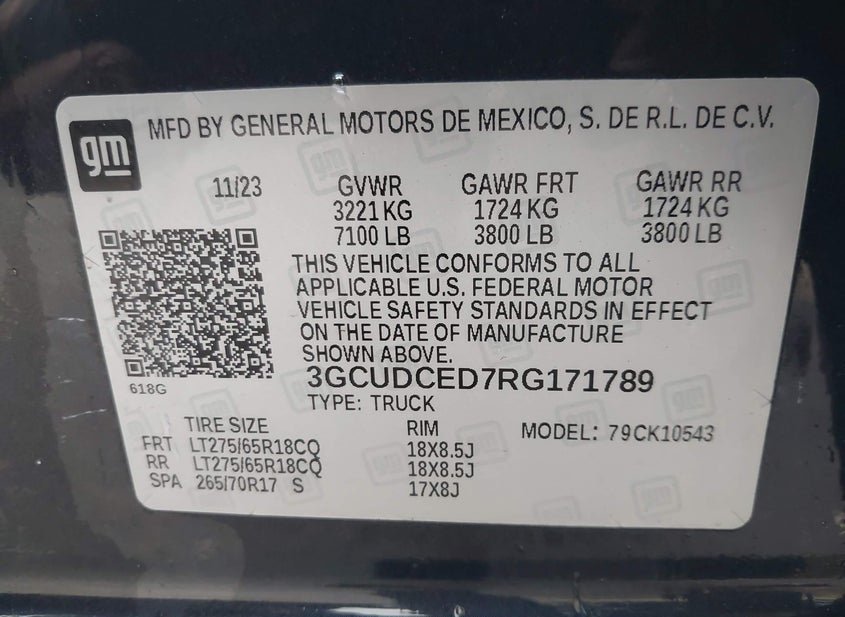 gm MFD BY GENERAL MOTORS DE MEXICO, S. DE R.L. DE C.V.
11/23 GVWR GAWR FRT GAWR RR
3221 KG 1724 KG 1724 KG
7100 LB 3800 LB 3800 LB
THIS VEHICLE CONFORMS TO ALL
APPLICABLE U.S. FEDERAL MOTOR
VEHICLE SAFETY STANDARDS IN EFFECT
ON THE DATE OF MANUFACTURE
SHOWN ABOVE.
3GCUDCED7RG171789
618G
TYPE: TRUCK
TIRE SIZE RIM MODEL: 79CK10543
FRT LT275/65R18CQ 18X8.5J
RR LT275/65R18CQ 18X8.5J
SPA 265/70R17 S 17X8J